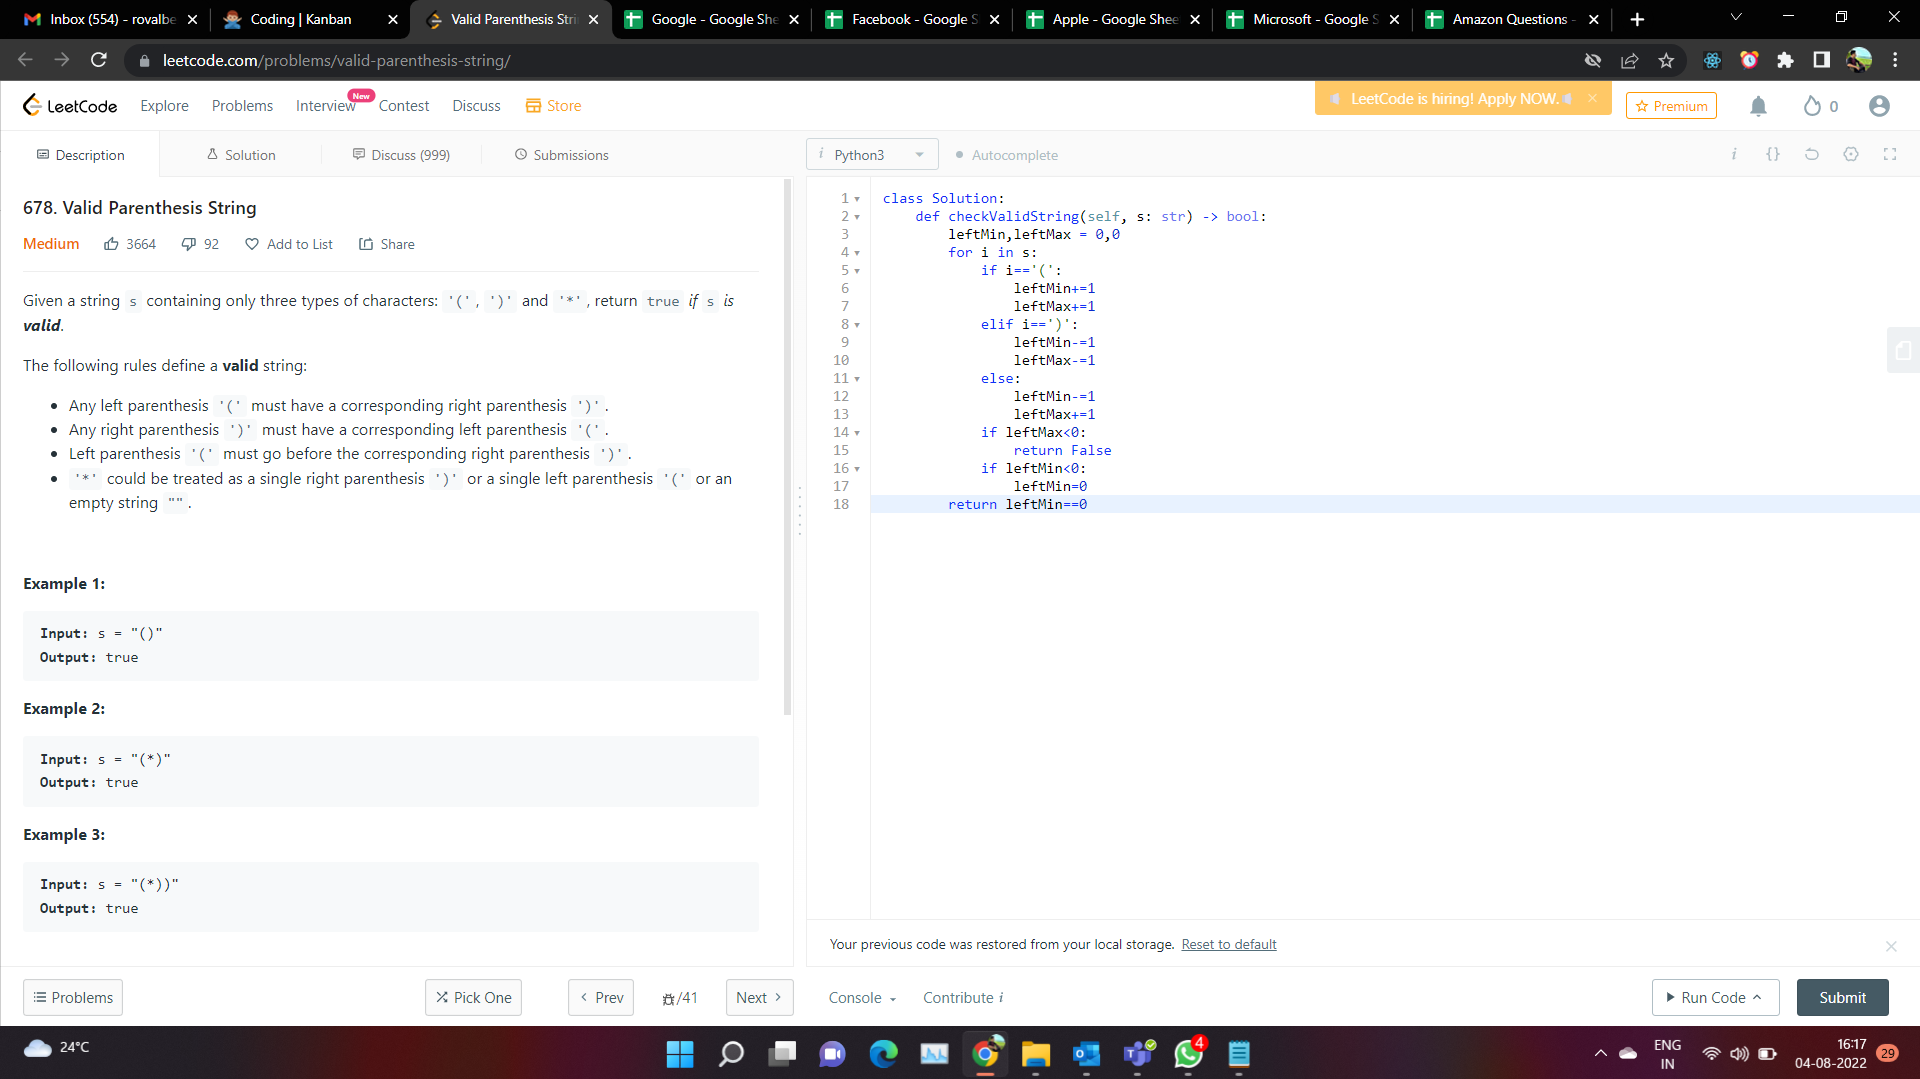 Inbox (554) - rovalbe
Coding | Kanban
Valid Parenthesis Stri
Google - Google She
Facebook - Google S
Apple - Google Shee
Microsoft - Google S
Amazon Questions -
leetcode.com/problems/valid-parenthesis-string/
LeetCode
Explore
Problems
Interview
New
Contest
Discuss
Store
LeetCode is hiring! Apply NOW.
Premium
0
Description
Solution
Discuss (999)
Submissions
Python3
Autocomplete
678. Valid Parenthesis String
Medium
3664
92
Add to List
Share
Given a string s containing only three types of characters: '(', ')' and '*', return true if s is
valid.
The following rules define a valid string:
• Any left parenthesis '(' must have a corresponding right parenthesis ')'.
• Any right parenthesis ')' must have a corresponding left parenthesis '('.
• Left parenthesis '(' must go before the corresponding right parenthesis ')'.
• '*' could be treated as a single right parenthesis ')' or a single left parenthesis '(' or an
empty string "".
Example 1:
Input: s = "()"
Output: true
Example 2:
Input: s = "(*)"
Output: true
Example 3:
Input: s = "(*))"
Output: true
1 class Solution:
2 def checkValidString(self, s: str) -> bool:
3 leftMin,leftMax = 0,0
4 for i in s:
5 if i=='(':
6 leftMin+=1
7 leftMax+=1
8 elif i==')':
9 leftMin-=1
10 leftMax-=1
11 else:
12 leftMin-=1
13 leftMax+=1
14 if leftMax<0:
15 return False
16 if leftMin<0:
17 leftMin=0
18 return leftMin==0
Your previous code was restored from your local storage. Reset to default
Problems
Pick One
Prev
/41
Next
Console
Contribute i
Run Code
Submit
24°C
4
ENG
IN
16:17
04-08-2022
29